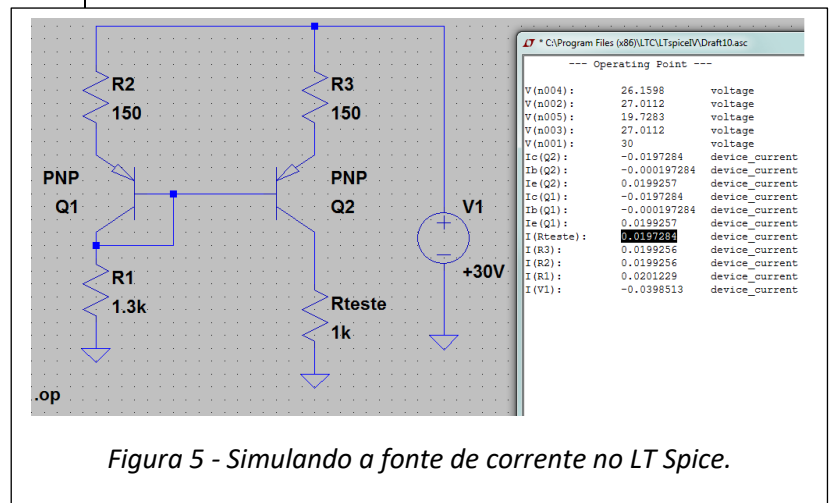 R2
150
R3
150
PNP
Q1
PNP
Q2
V1
+30V
R1
1.3k
Rteste
1k
.op
* C:\Program Files (x86)\LTC\LTspiceIV\Draft10.asc
--- Operating Point ---
V(n004): 26.1598 voltage
V(n002): 27.0112 voltage
V(n005): 19.7283 voltage
V(n003): 27.0112 voltage
V(n001): 30 voltage
Ic(Q2): -0.0197284 device_current
Ib(Q2): -0.000197284 device_current
Ie(Q2): 0.0199257 device_current
Ic(Q1): -0.0197284 device_current
Ib(Q1): -0.000197284 device_current
Ie(Q1): 0.0199257 device_current
I(Rteste): 0.0197284 device_current
I(R3): 0.0199256 device_current
I(R2): 0.0199256 device_current
I(R1): 0.0201229 device_current
I(V1): -0.0398513 device_current
Figura 5 - Simulando a fonte de corrente no LT Spice.